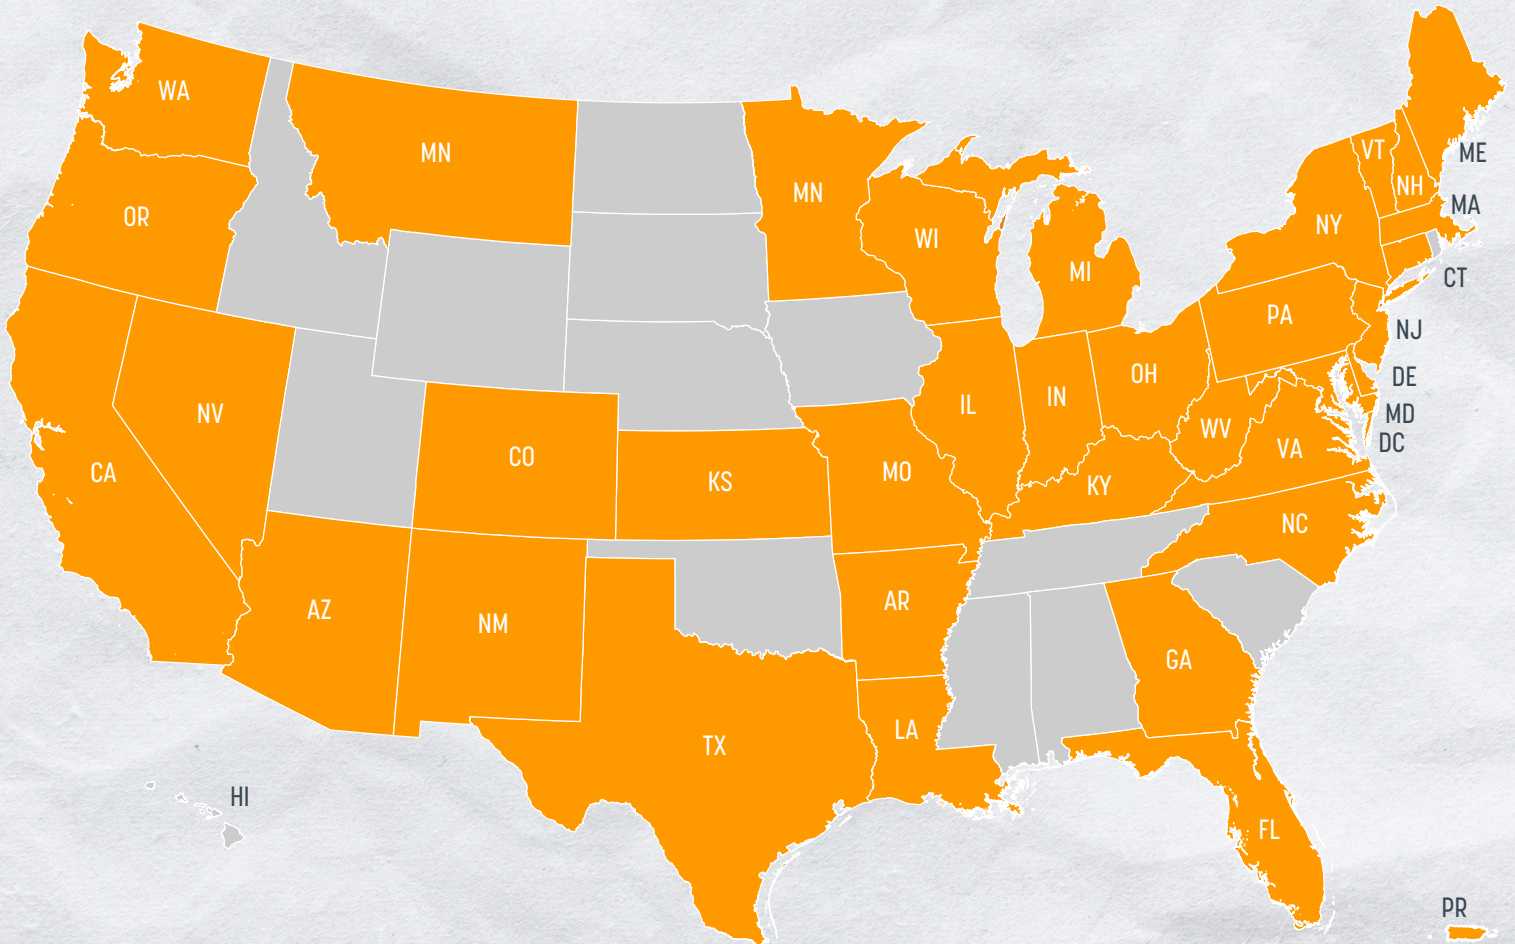 WA
MN
OR
MN
WI
MI
NY
VT
NH
ME
MA
CT
PA
NJ
DE
MD
DC
OH
IN
IL
WV
VA
NV
CA
CO
KS
MO
KY
NC
AZ
NM
AR
GA
TX
LA
FL
HI
PR